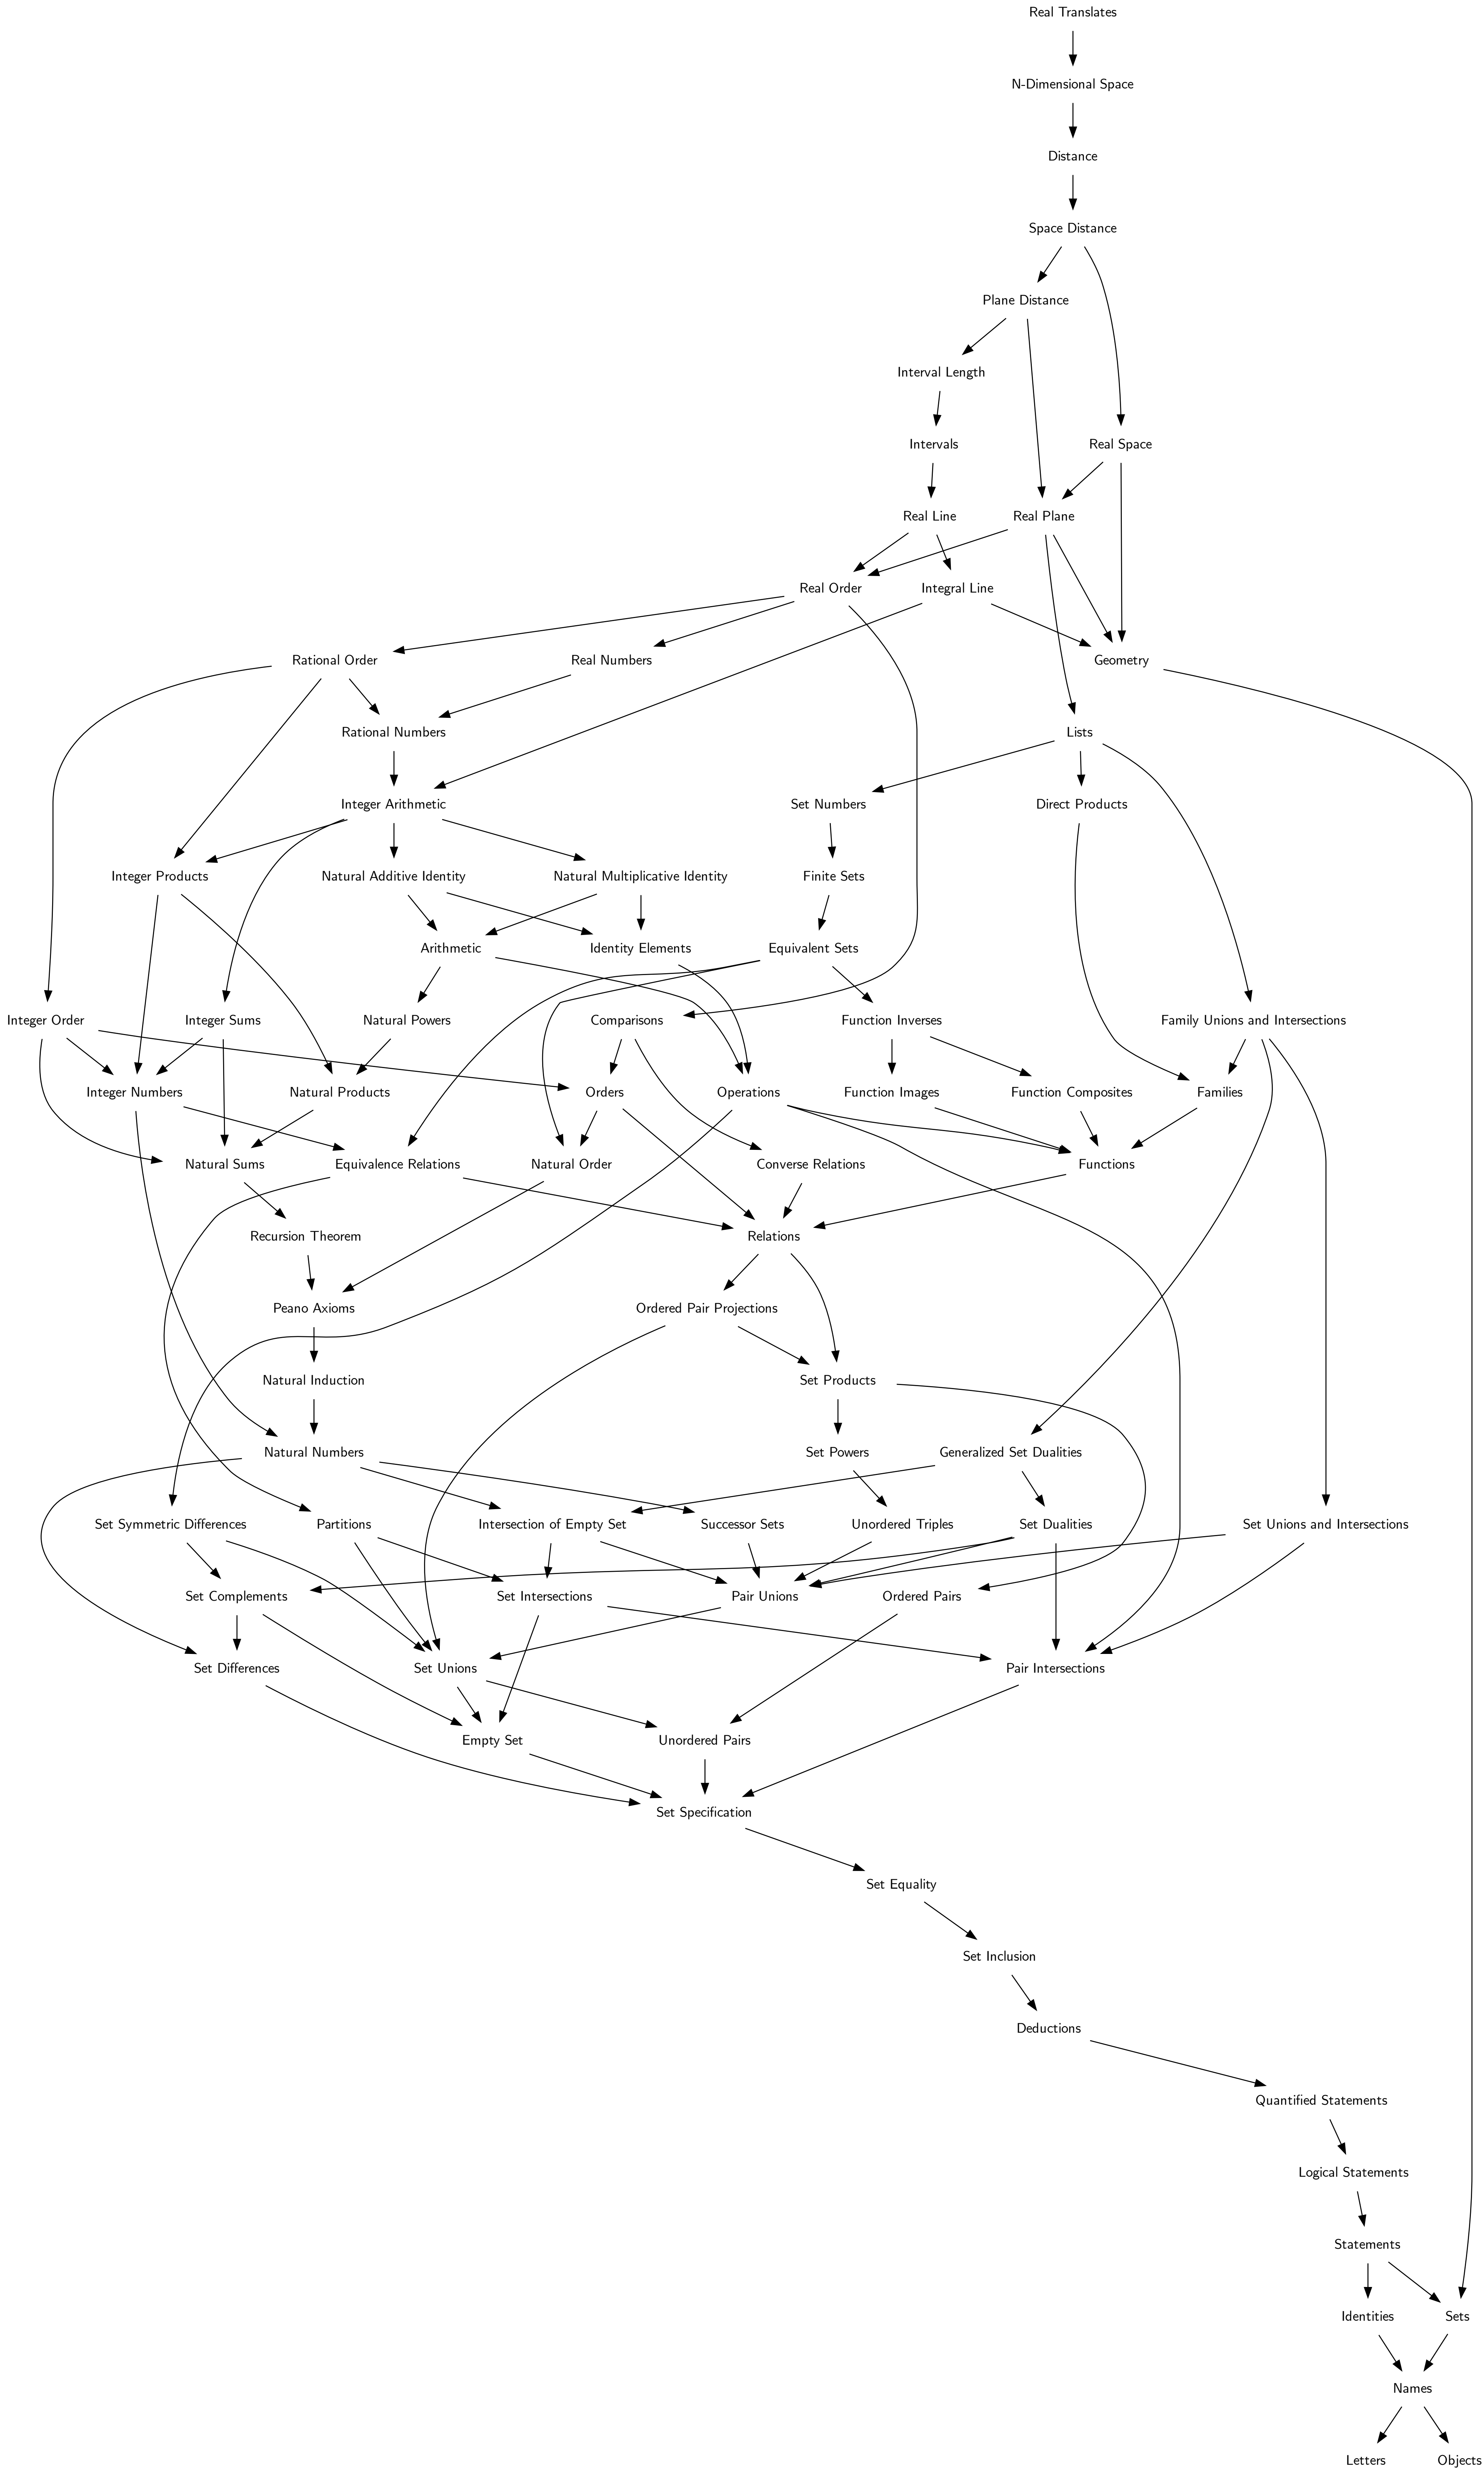 Real Translates
N-Dimensional Space
Distance
Space Distance
Plane Distance
Interval Length
Intervals
Real Space
Real Line
Real Plane
Real Order
Integral Line
Rational Order
Real Numbers
Geometry
Rational Numbers
Lists
Integer Arithmetic
Set Numbers
Direct Products
Integer Products
Natural Additive Identity
Natural Multiplicative Identity
Finite Sets
Arithmetic
Identity Elements
Equivalent Sets
Integer Order
Integer Sums
Natural Powers
Comparisons
Function Inverses
Family Unions and Intersections
Integer Numbers
Natural Products
Orders
Operations
Function Images
Function Composites
Families
Natural Sums
Equivalence Relations
Natural Order
Converse Relations
Functions
Recursion Theorem
Relations
Peano Axioms
Ordered Pair Projections
Natural Induction
Set Products
Natural Numbers
Set Powers
Generalized Set Dualities
Set Symmetric Differences
Partitions
Intersection of Empty Set
Successor Sets
Unordered Triples
Set Dualities
Set Unions and Intersections
Set Complements
Set Intersections
Pair Unions
Ordered Pairs
Set Differences
Set Unions
Pair Intersections
Empty Set
Unordered Pairs
Set Specification
Set Equality
Set Inclusion
Deductions
Quantified Statements
Logical Statements
Statements
Identities
Sets
Names
Letters
Objects